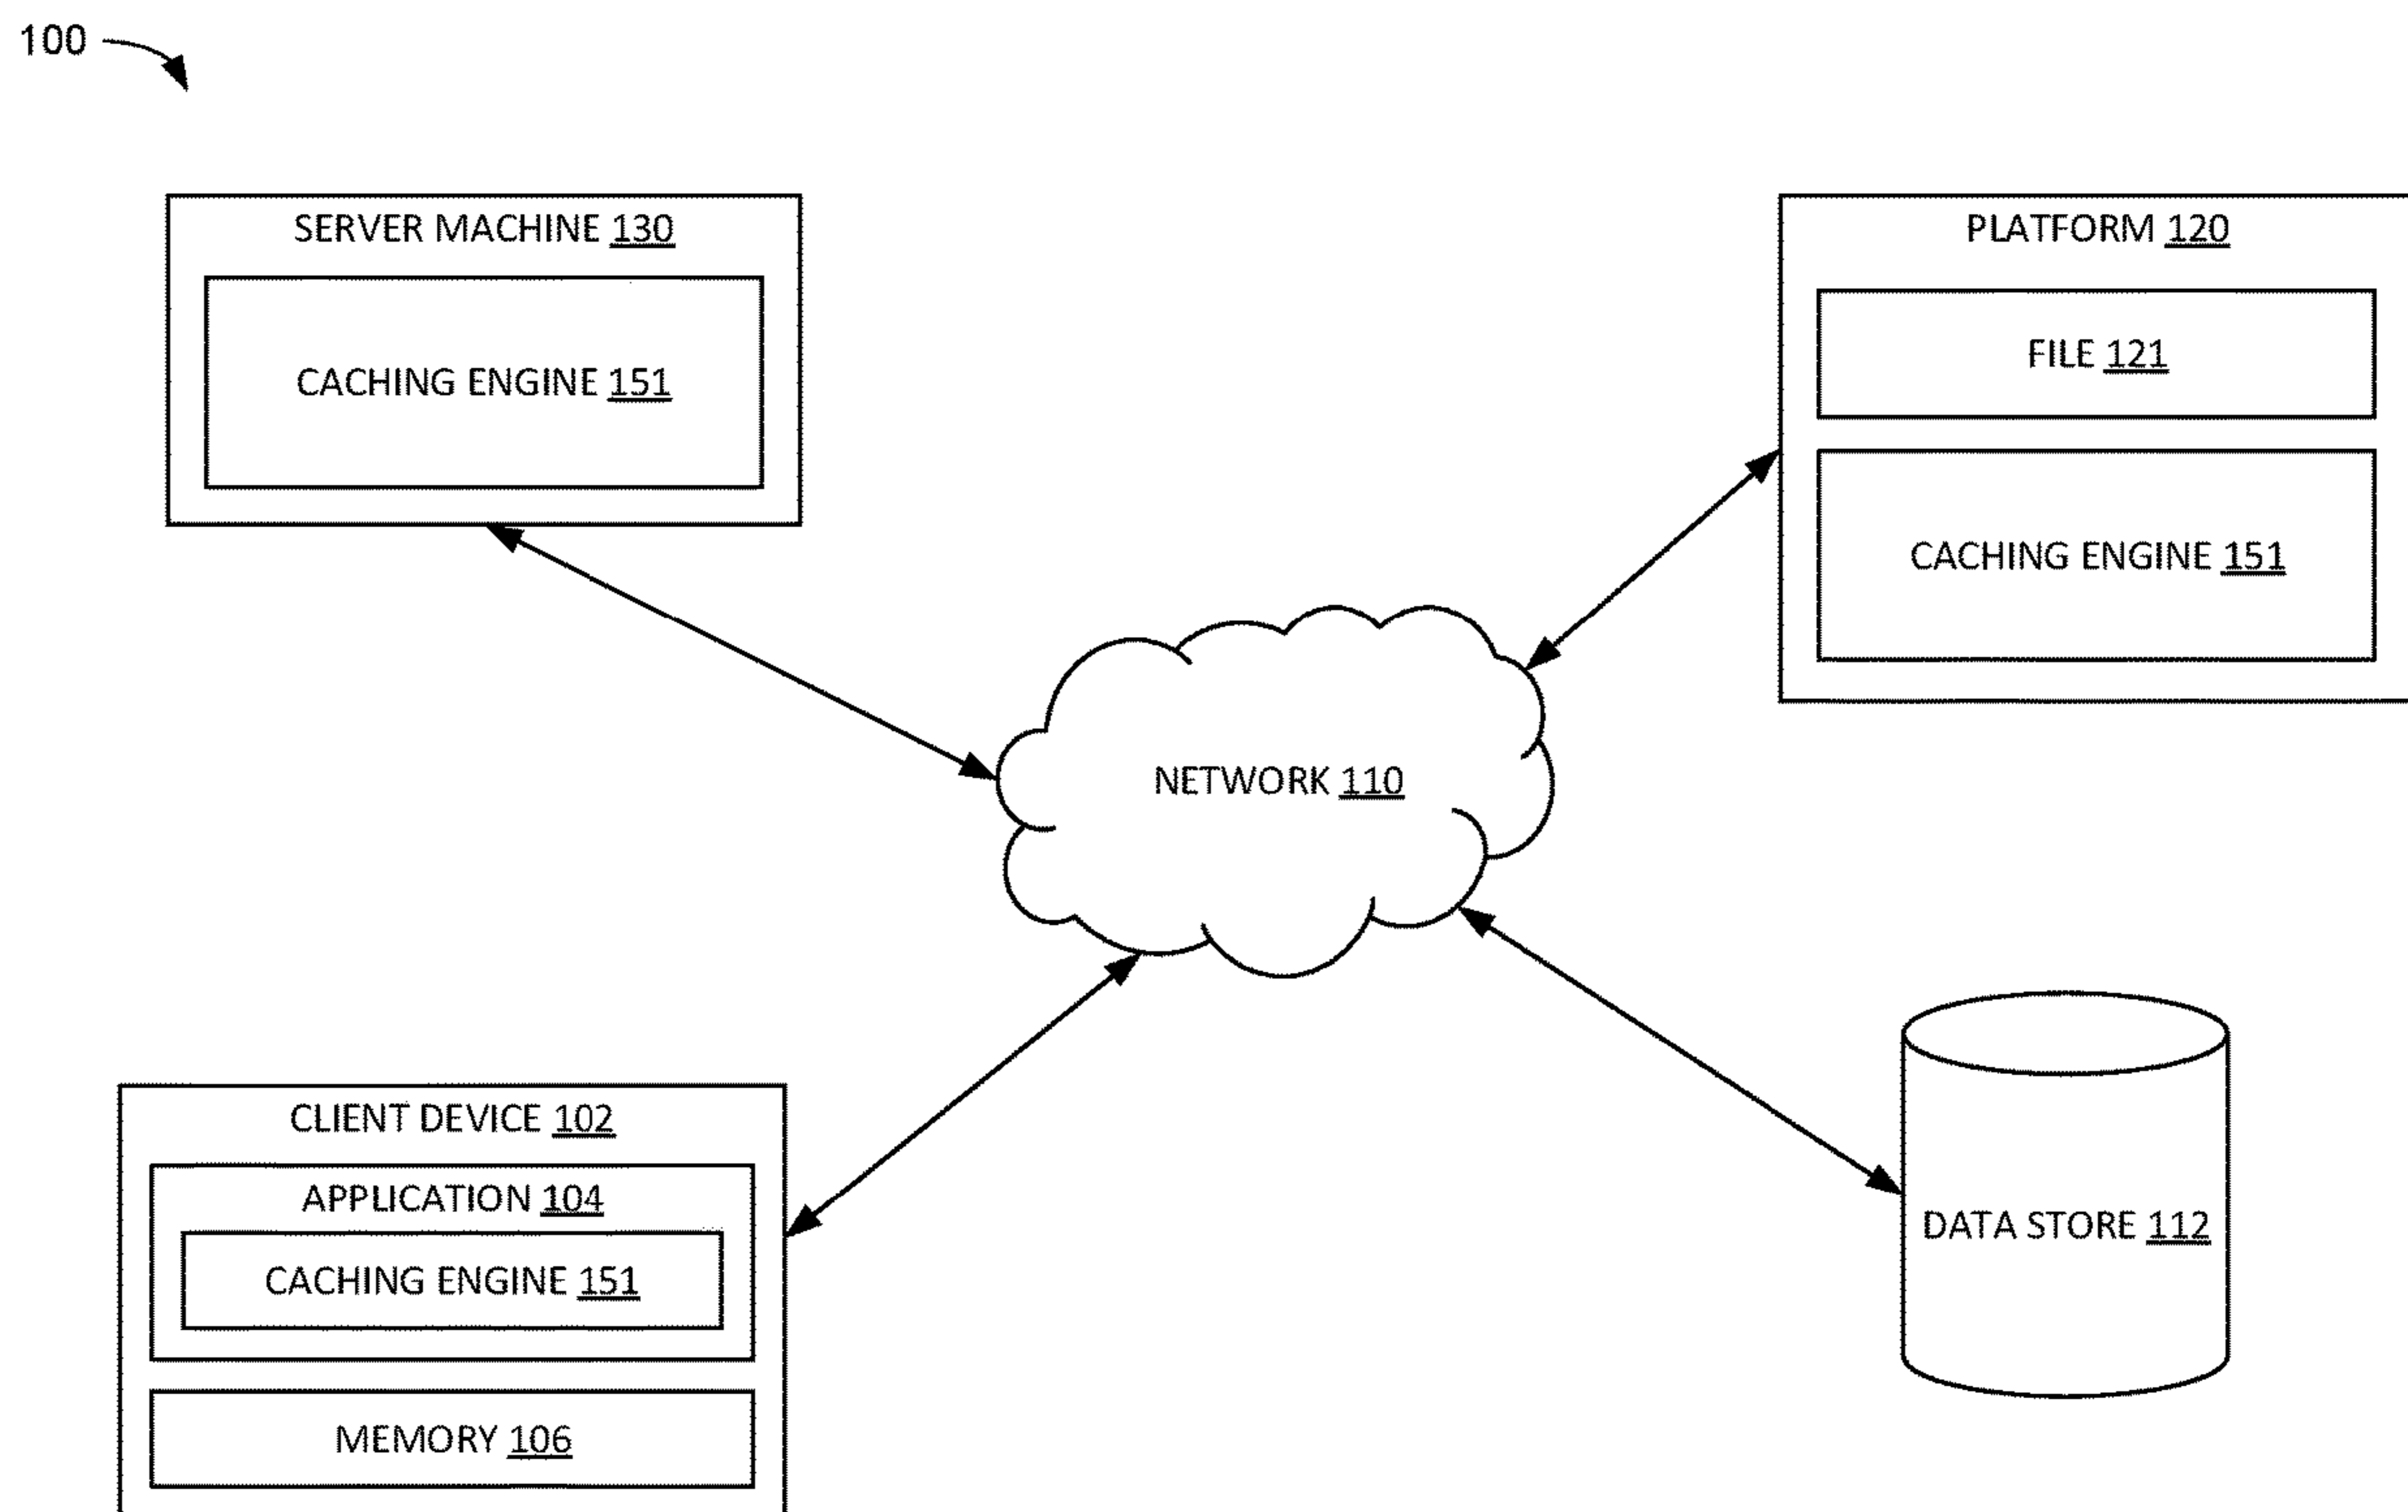 100
SERVER MACHINE 130
CACHING ENGINE 151
PLATFORM 120
FILE 121
CACHING ENGINE 151
NETWORK 110
CLIENT DEVICE 102
APPLICATION 104
CACHING ENGINE 151
MEMORY 106
DATA STORE 112